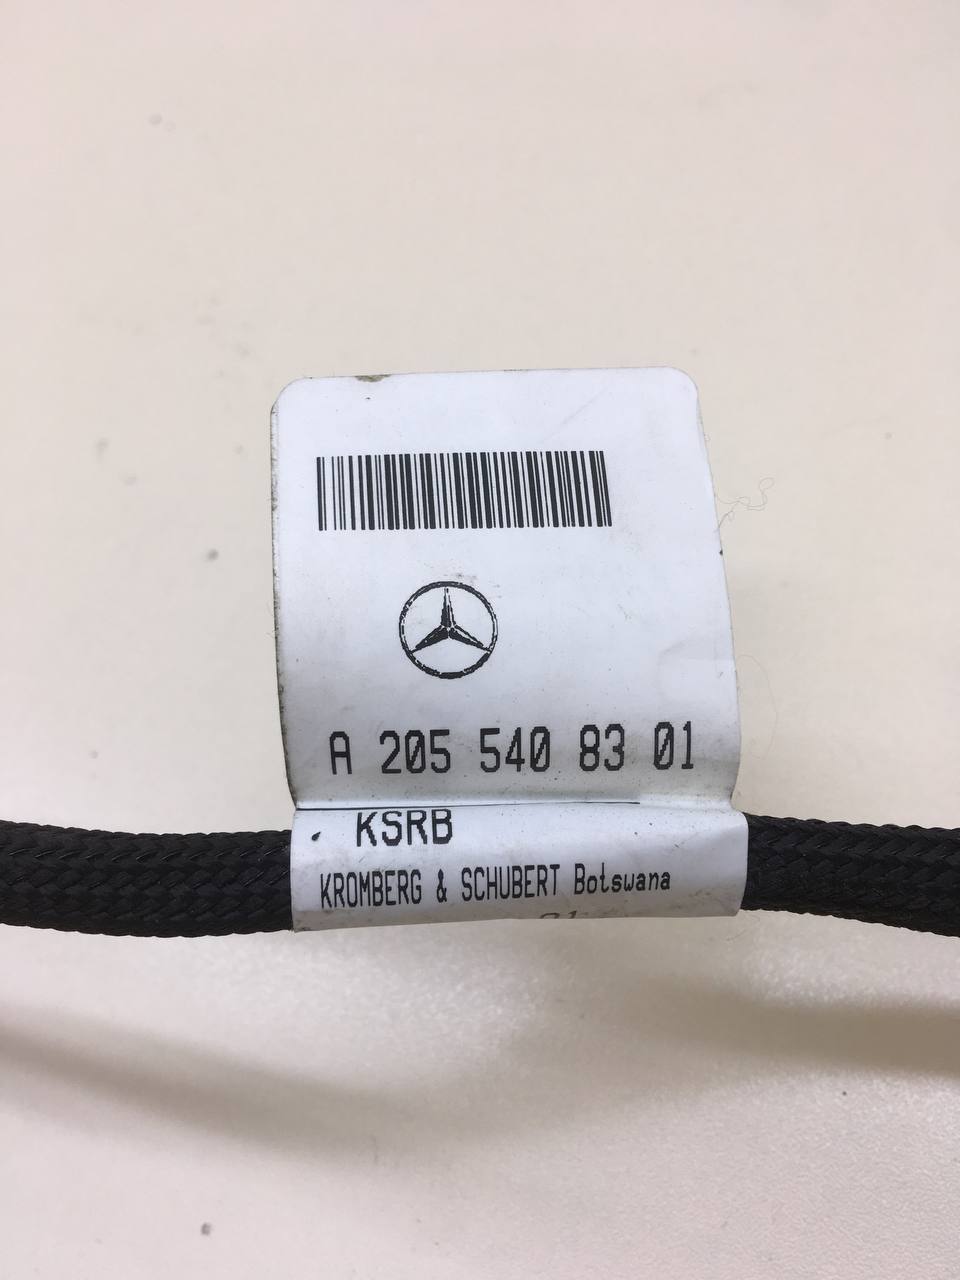 A 205 540 83 01
KSRB
KROMBERG & SCHUBERT Botswana